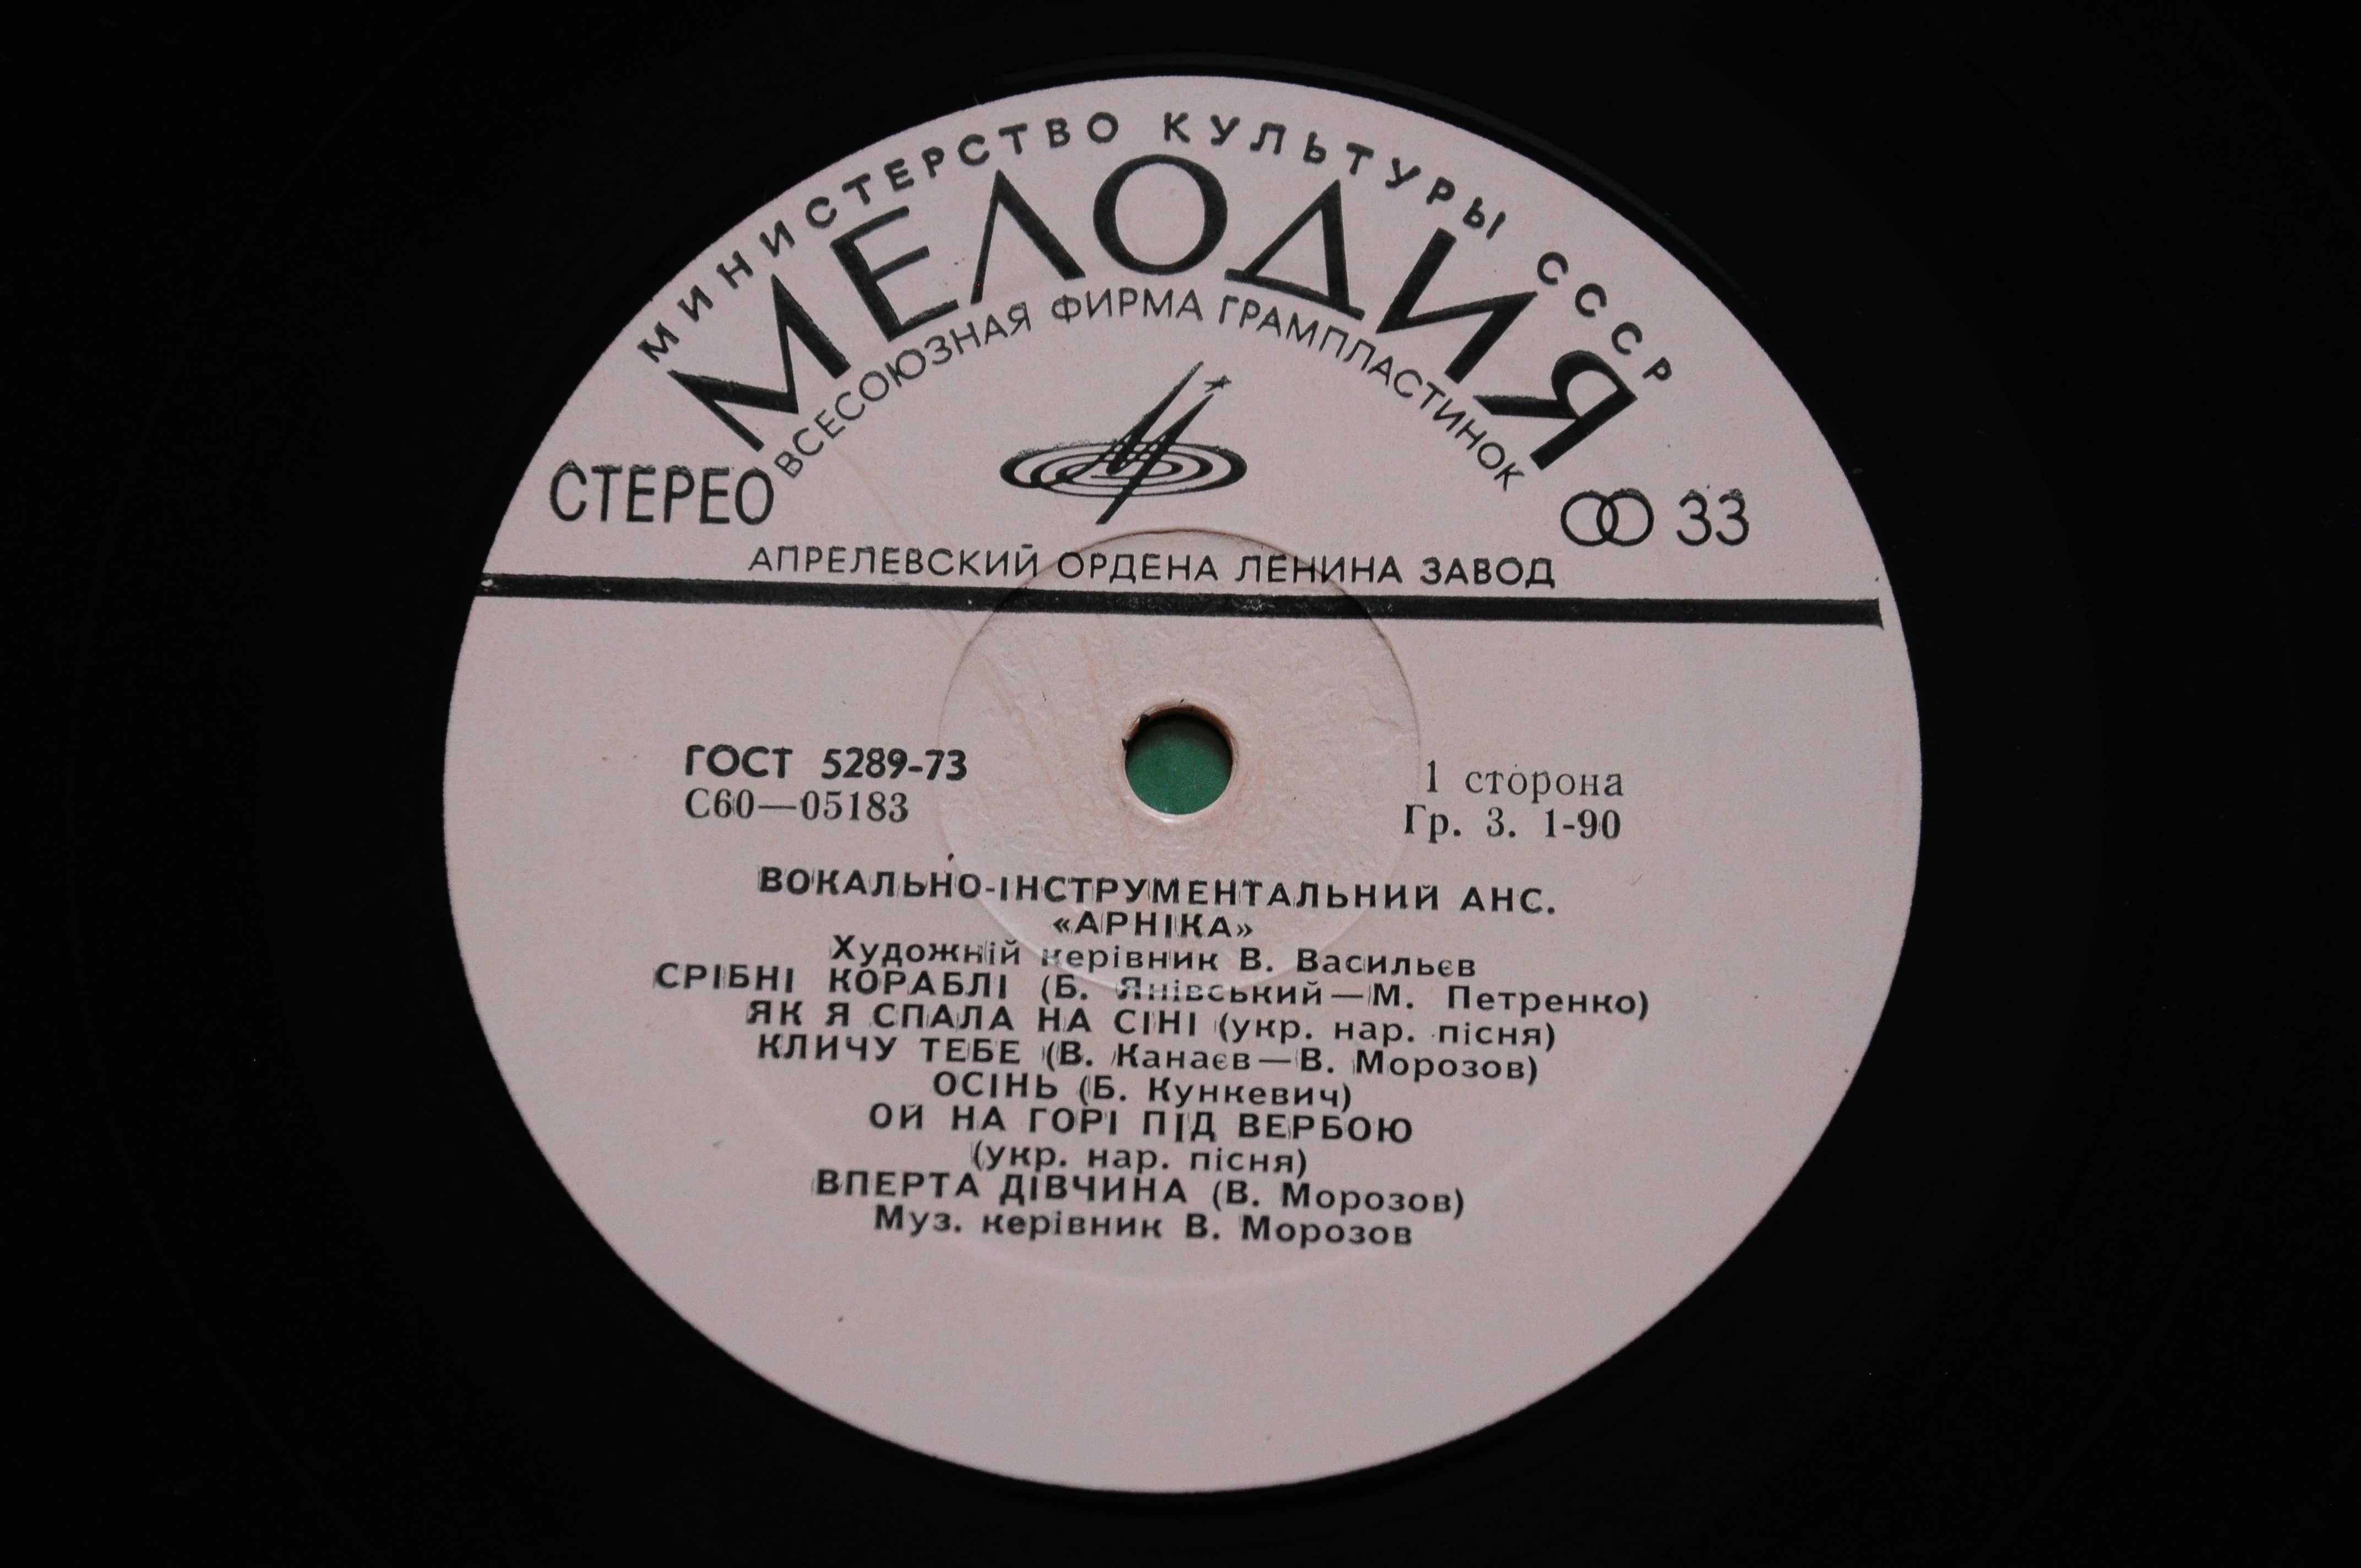 МИНИСТЕРСТВО КУЛЬТУРЫ СССР
МЕЛОДИЯ
ВСЕСОЮЗНАЯ ФИРМА ГРАМПЛАСТИНОК
СТЕРЕО
33
АПРЕЛЕВСКИЙ ОРДЕНА ЛЕНИНА ЗАВОД
ГОСТ 5289-73
С60—05183
1 сторона
Гр. 3. 1-90
ВОКАЛЬНО-ІНСТРУМЕНТАЛЬНИЙ АНС.
«АРНІКА»
Художній керівник В. Васильєв
СРІБНІ КОРАБЛІ (Б. Янівський—М. Петренко)
ЯК Я СПАЛА НА СІНІ (укр. нар. пісня)
КЛИЧУ ТЕБЕ (В. Канаєв—В. Морозов)
ОСІНЬ (Б. Кункевич)
ОЙ НА ГОРІ ПІД ВЕРБОЮ
(укр. нар. пісня)
ВПЕРТА ДІВЧИНА (В. Морозов)
Муз. керівник В. Морозов